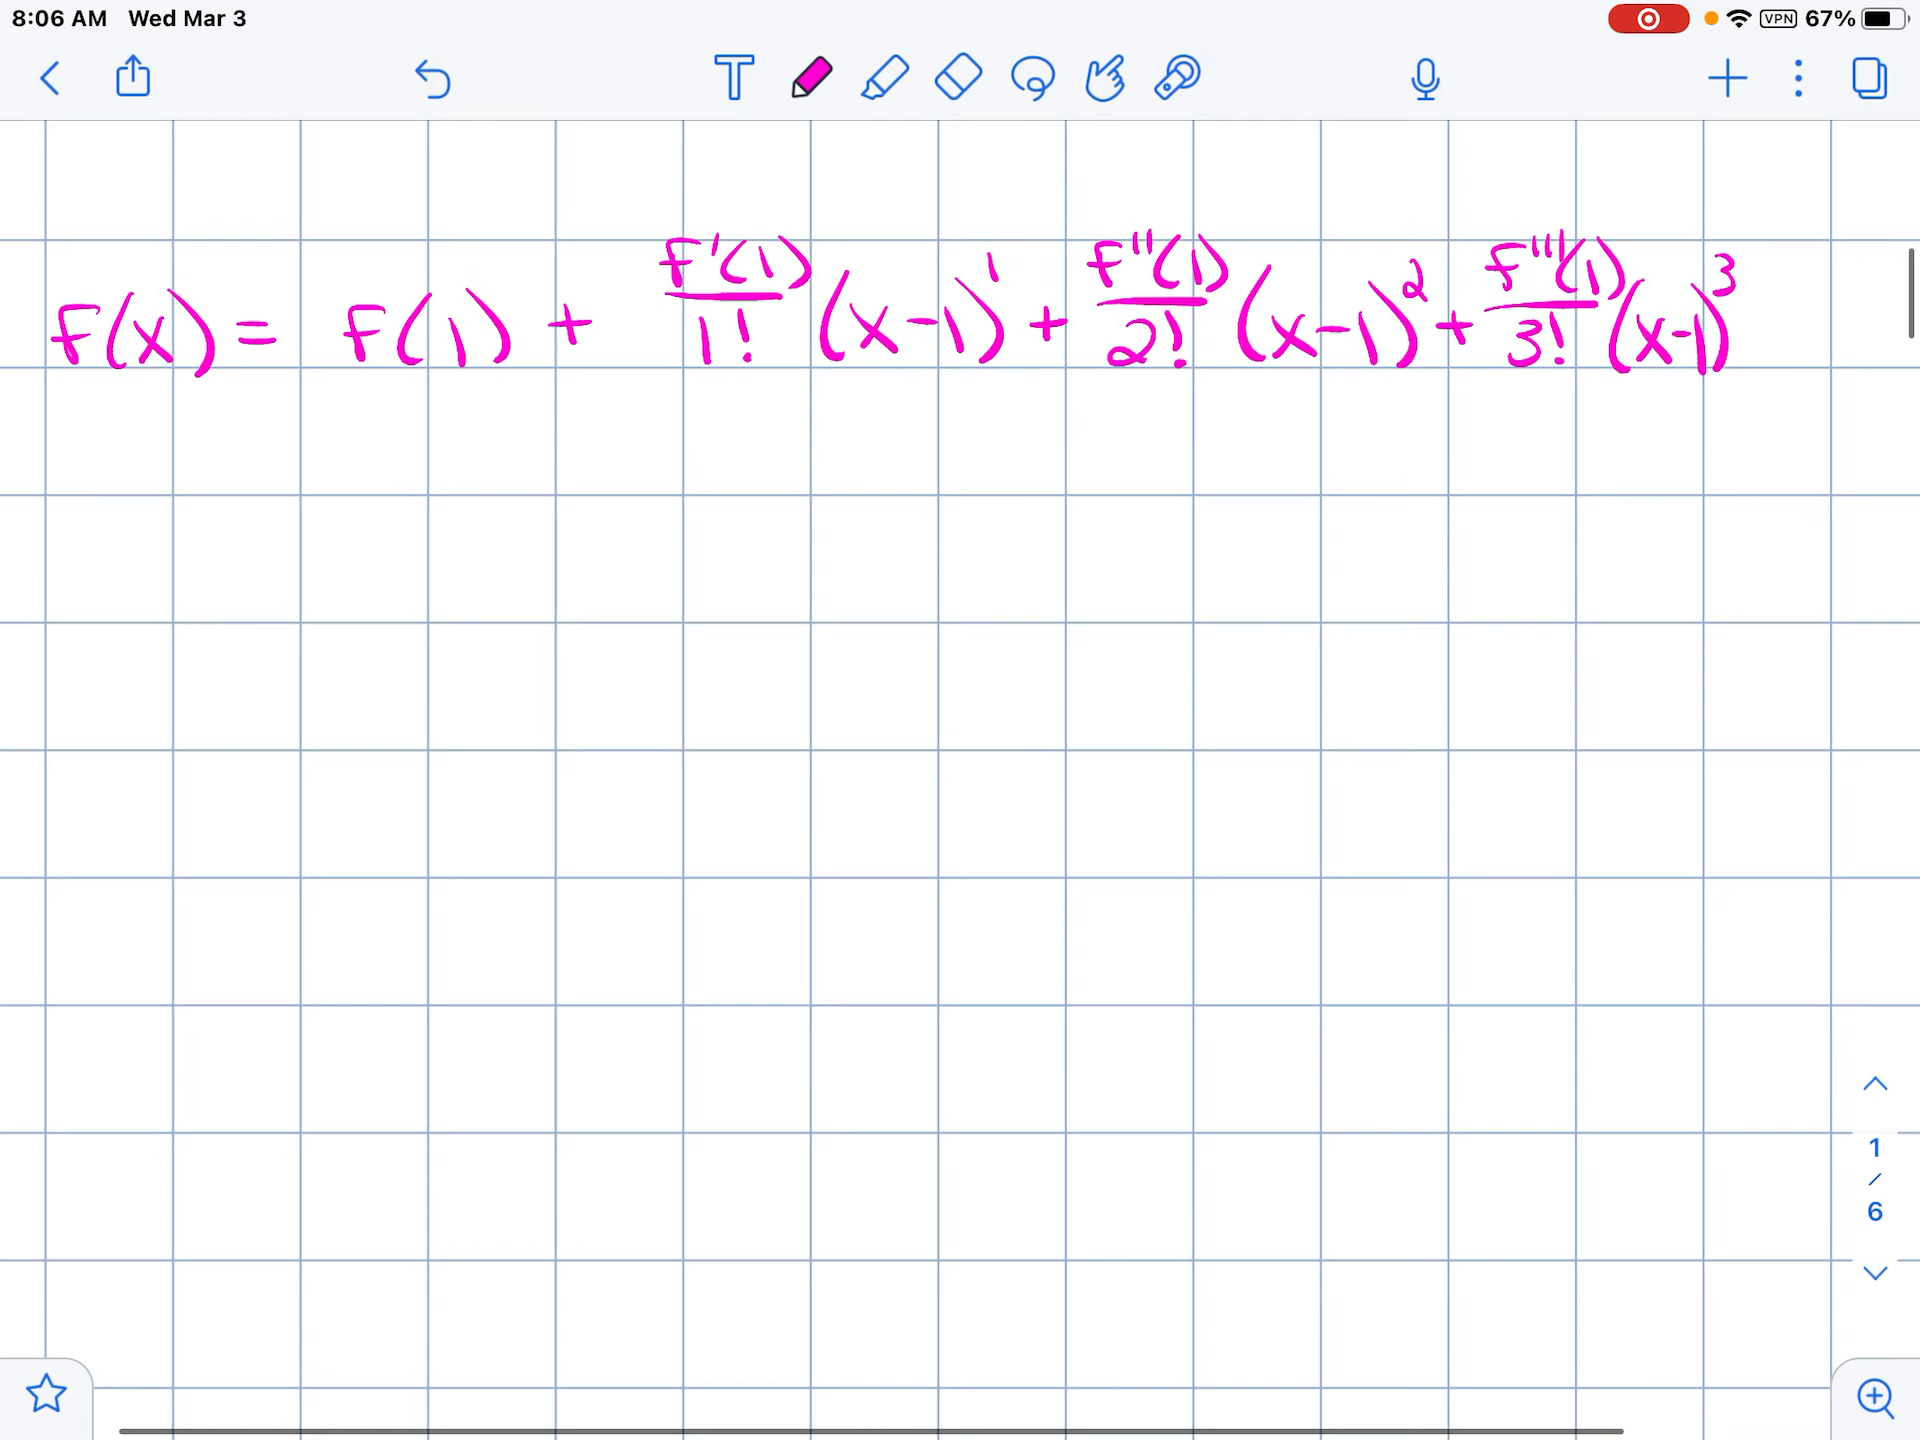 8:06 AM Wed Mar 3
VPN 67%
T
f(x) = f(1) + f'(1)/1! (x-1)^1 + f''(1)/2! (x-1)^2 + f'''(1)/3! (x-1)^3
1
/
6